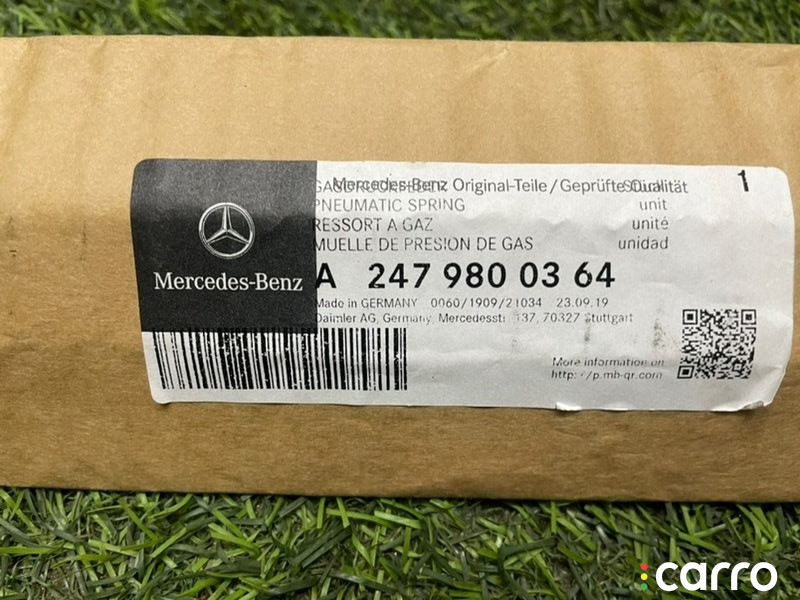 Mercedes-Benz Original-Teile/Geprüfte Qualität
1
PNEUMATIC SPRING unit
RESSORT A GAZ unité
MUELLE DE PRESION DE GAS unidad
A 247 980 03 64
Made in GERMANY 0060/1909/21034 23.09.19
Daimler AG, Germany, Mercedesstr. 137, 70327 Stuttgart
Mercedes-Benz
More information on
http://p.mb-qr.com
carro